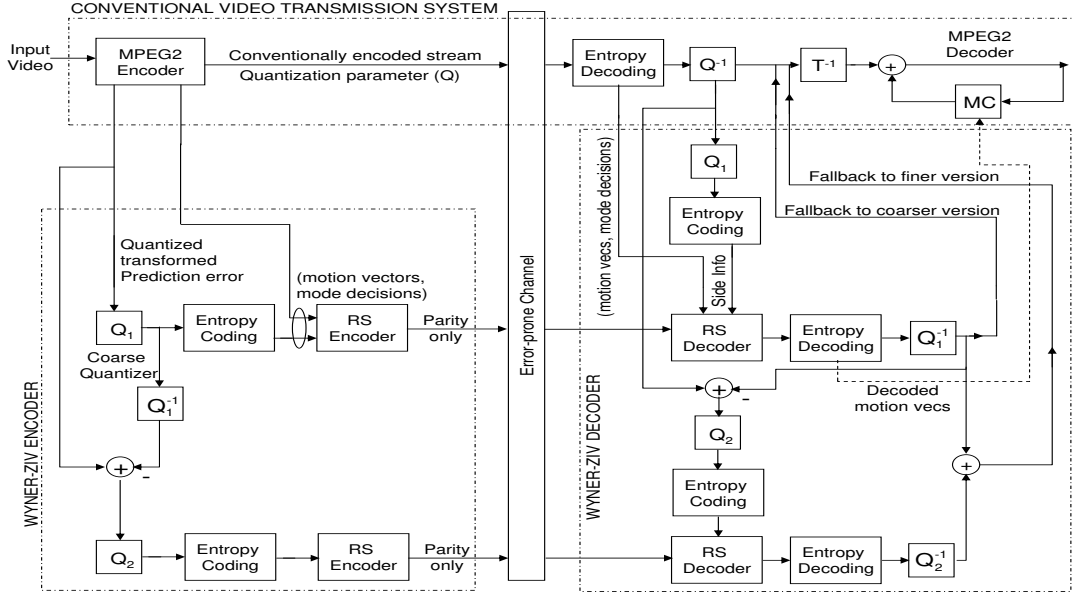 CONVENTIONAL VIDEO TRANSMISSION SYSTEM
Input
Video
MPEG2
Encoder
Conventionally encoded stream
Quantization parameter (Q)
Entropy
Decoding
Q-1
T-1
+
MPEG2
Decoder
MC
Q1
Entropy
Coding
Fallback to finer version
Fallback to coarser version
(motion vecs, mode decisions)
Side Info
Quantized
transformed
Prediction error
(motion vectors,
mode decisions)
Q1
Coarse
Quantizer
Entropy
Coding
RS
Encoder
Parity
only
Error-prone Channel
RS
Decoder
Entropy
Decoding
Q1-1
Decoded
motion vecs
Q1-1
+
-
WYNER-ZIV ENCODER
WYNER-ZIV DECODER
+
-
Q2
Entropy
Coding
+
Q2
Entropy
Coding
RS
Encoder
Parity
only
RS
Decoder
Entropy
Decoding
Q2-1